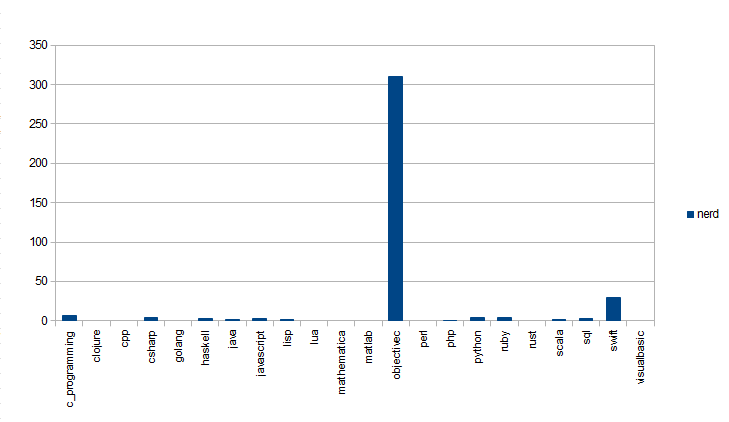 350
300
250
200
150
100
50
0
c_programming
clojure
cpp
csharp
golang
haskell
java
javascript
lisp
lua
mathematica
matlab
objectivec
perl
php
python
ruby
rust
scala
sql
swift
visualbasic
nerd